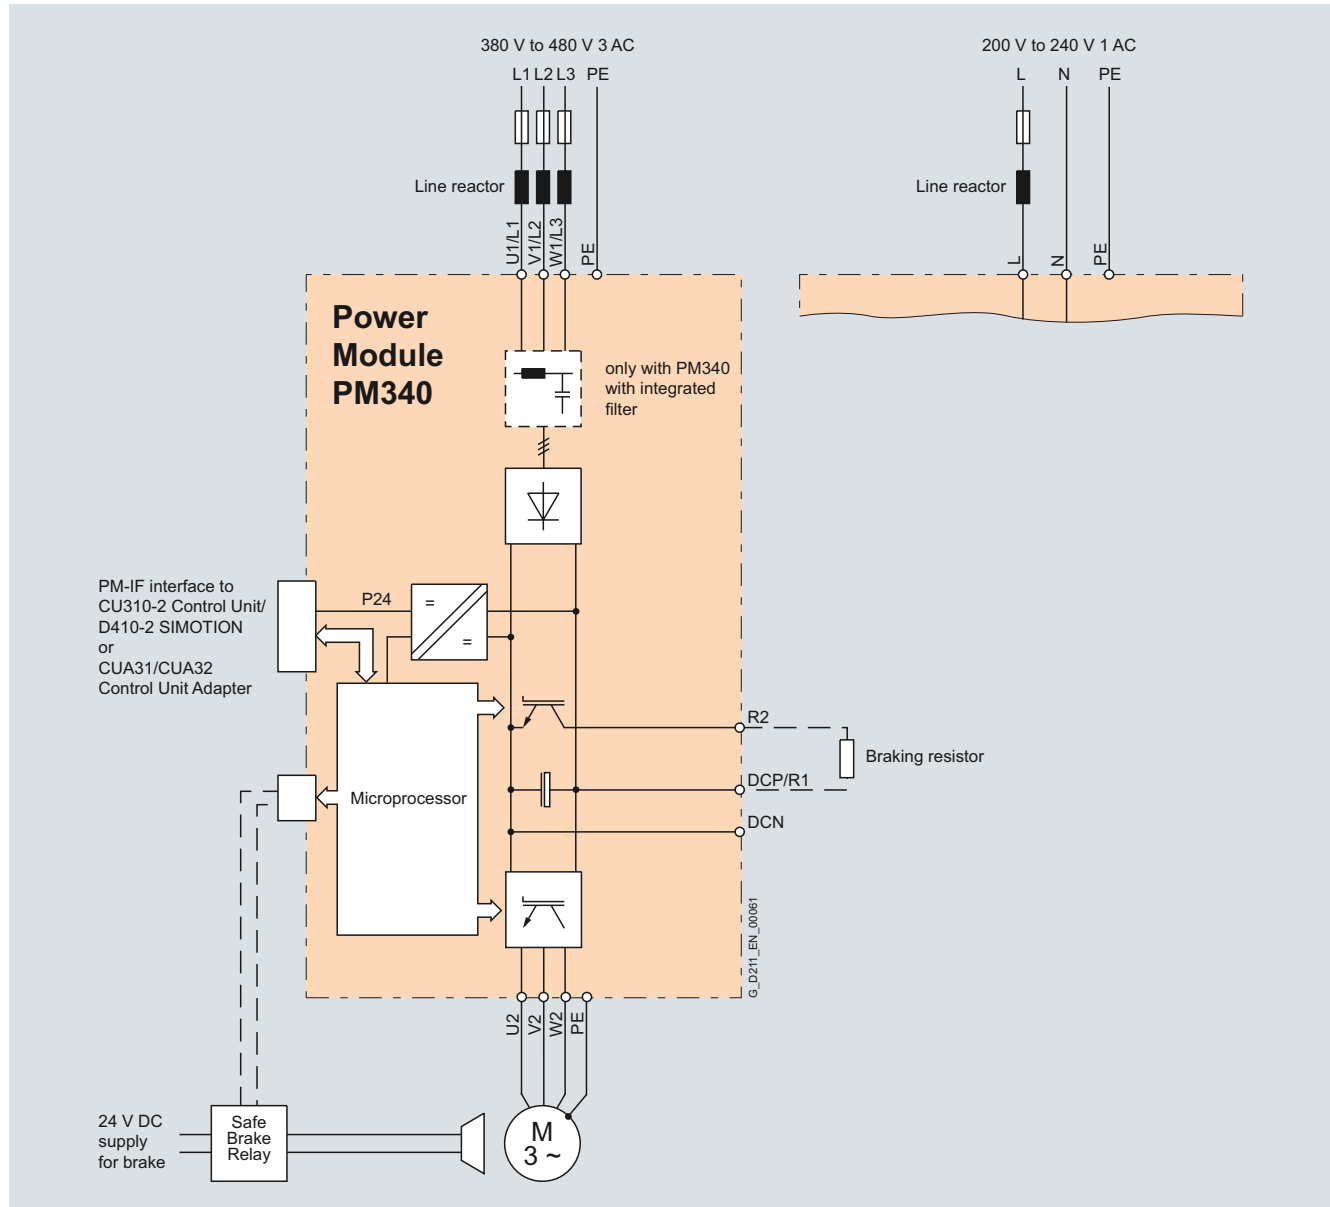 380 V to 480 V 3 AC
L1 L2 L3 PE
Line reactor
U1/L1
V1/L2
W1/L3
PE
200 V to 240 V 1 AC
L N PE
Line reactor
L
N
PE
Power
Module
PM340
only with PM340
with integrated
filter
PM-IF interface to
CU310-2 Control Unit/
D410-2 SIMOTION
or
CUA31/CUA32
Control Unit Adapter
P24
=
=
Microprocessor
R2
Braking resistor
DCP/R1
DCN
G_D211_EN_00061
U2
V2
W2
PE
24 V DC
supply
for brake
Safe
Brake
Relay
M
3 ~